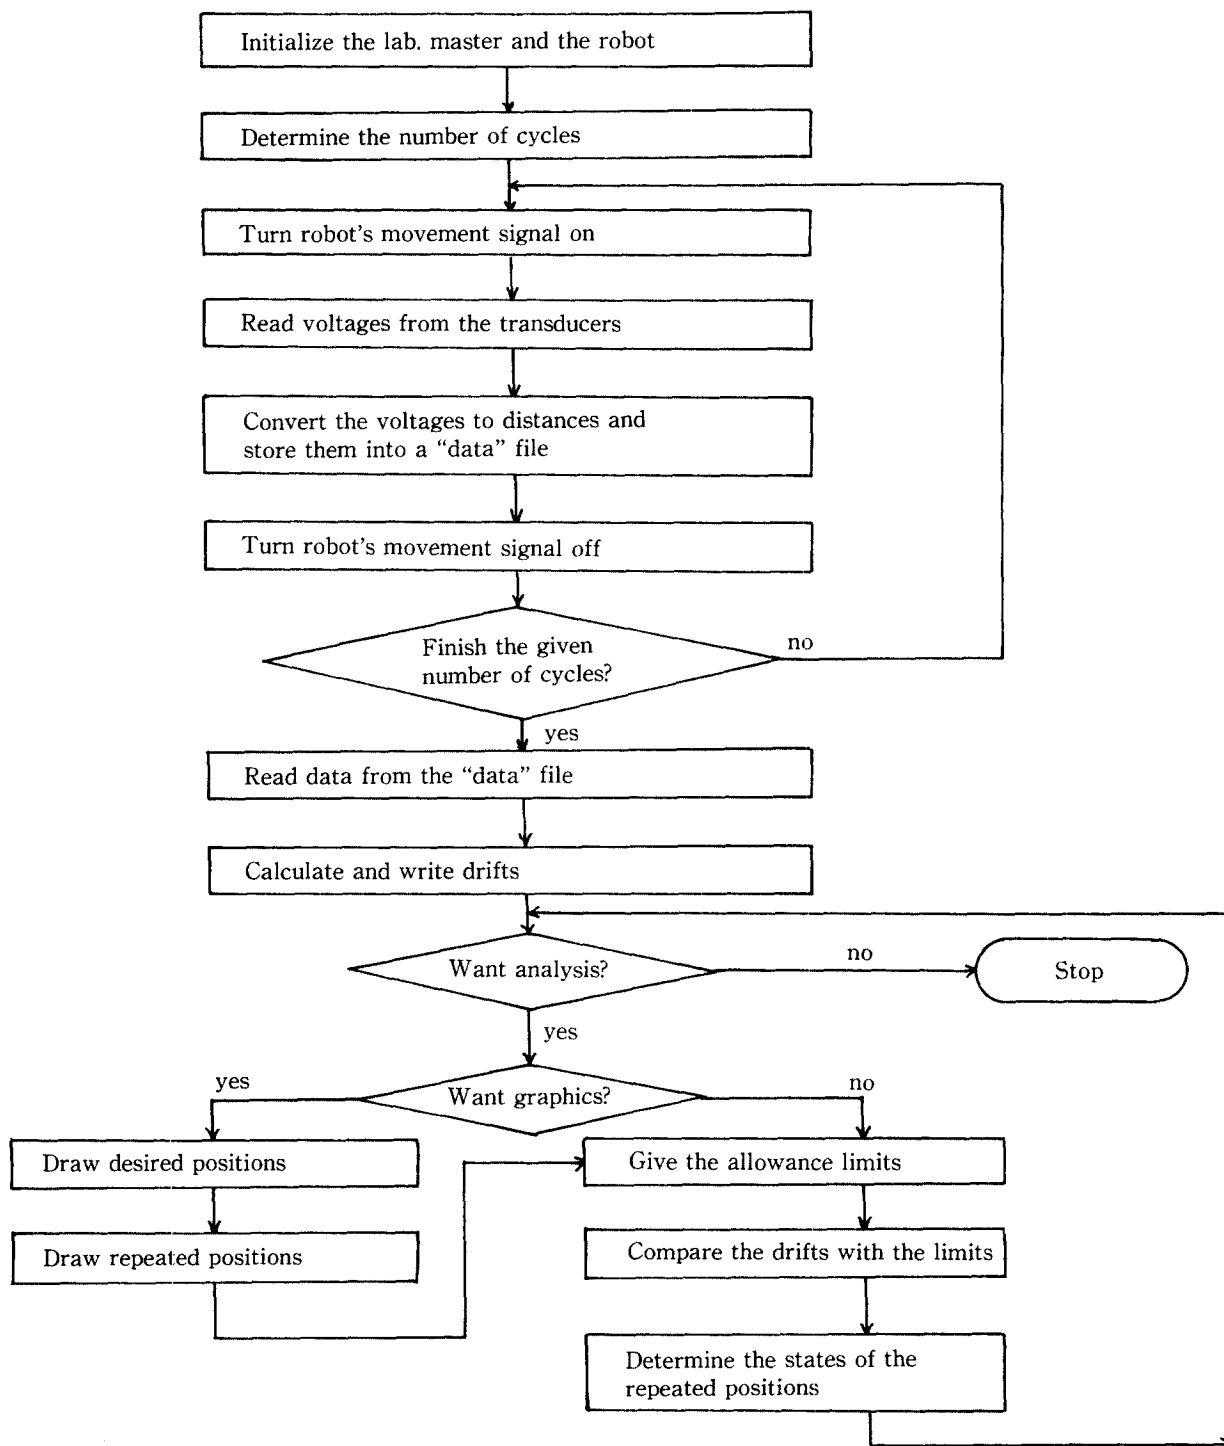 Initialize the lab. master and the robot
Determine the number of cycles
Turn robot's movement signal on
Read voltages from the transducers
Convert the voltages to distances and
store them into a “data” file
Turn robot's movement signal off
Finish the given
number of cycles?
no
yes
Read data from the “data” file
Calculate and write drifts
Want analysis?
no
Stop
yes
Want graphics?
yes
no
Draw desired positions
Give the allowance limits
Draw repeated positions
Compare the drifts with the limits
Determine the states of the
repeated positions